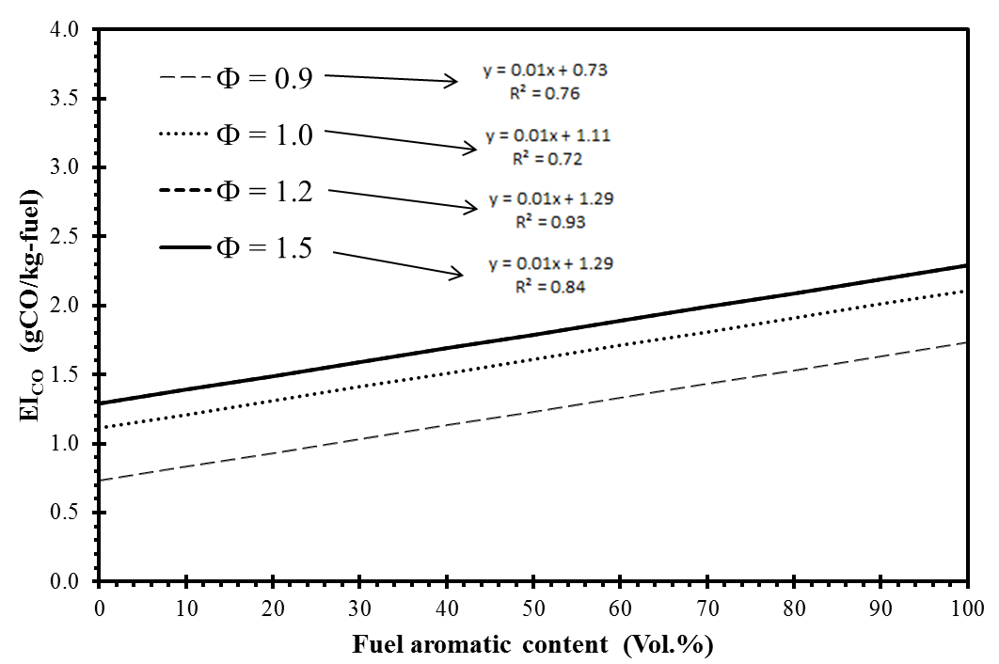 4.0
3.5
3.0
2.5
2.0
1.5
1.0
0.5
0.0
EI_CO (gCO/kg-fuel)
Φ = 0.9
y = 0.01x + 0.73
R² = 0.76
Φ = 1.0
y = 0.01x + 1.11
R² = 0.72
Φ = 1.2
y = 0.01x + 1.29
R² = 0.93
Φ = 1.5
y = 0.01x + 1.29
R² = 0.84
0 10 20 30 40 50 60 70 80 90 100
Fuel aromatic content (Vol.%)